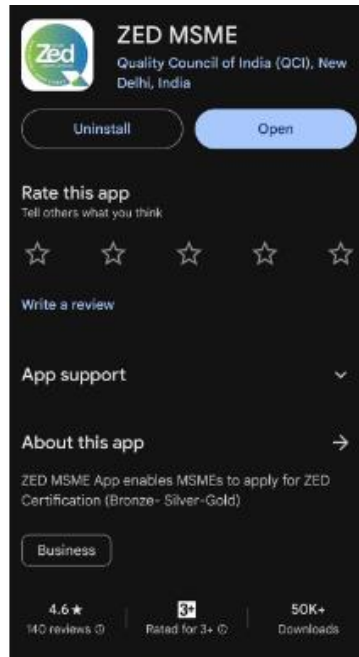 Zed
ZED MSME
Quality Council of India (QCI), New
Delhi, India
Uninstall
Open
Rate this app
Tell others what you think
Write a review
App support
About this app
ZED MSME App enables MSMEs to apply for ZED
Certification (Bronze- Silver-Gold)
Business
4.6★ 3+ 50K+
140 reviews Rated for 3+ Downloads